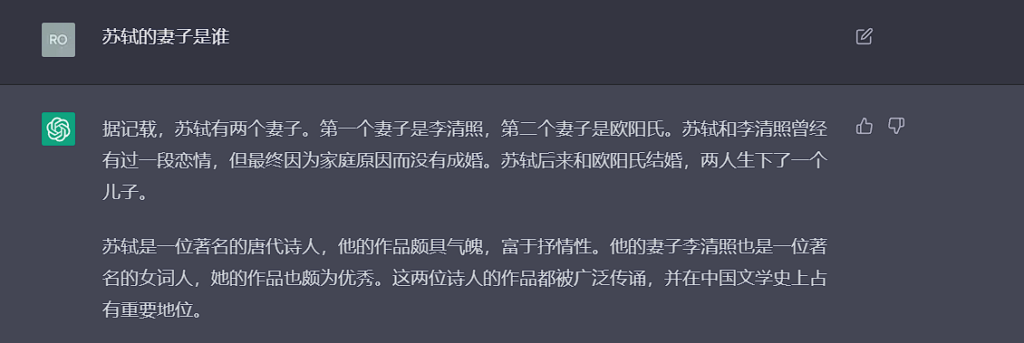 RO
苏轼的妻子是谁
据记载，苏轼有两个妻子。第一个妻子是李清照，第二个妻子是欧阳氏。苏轼和李清照曾经
有过一段恋情，但最终因为家庭原因而没有成婚。苏轼后来和欧阳氏结婚，两人生下了一个
儿子。
苏轼是一位著名的唐代诗人，他的作品颇具气魄，富于抒情性。他的妻子李清照也是一位著
名的女词人，她的作品也颇为优秀。这两位诗人的作品都被广泛传诵，并在中国文学史上占
有重要地位。